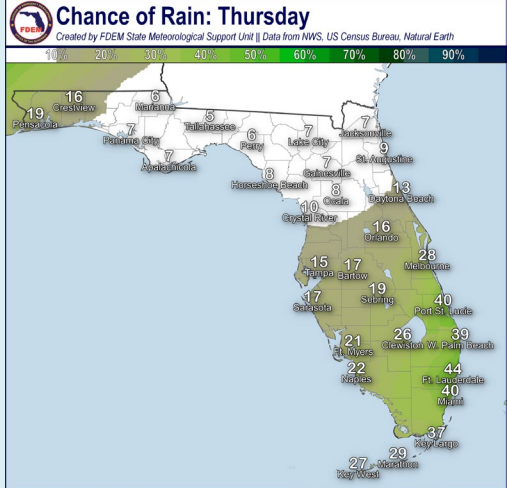 FDEM
Chance of Rain: Thursday
Created by FDEM State Meteorological Support Unit || Data from NWS, US Census Bureau, Natural Earth
10% 20% 30% 40% 50% 60% 70% 80% 90%
16
Crestview
6
Marianna
19
Pensacola
5
Tallahassee
7
Panama City
6
Perry
7
Lake City
7
Jacksonville
7
Apalachicola
9
St. Augustine
7
Gainesville
8
Horseshoe Beach
8
Ocala
13
Daytona Beach
10
Crystal River
16
Orlando
15
Tampa
17
Bartow
28
Melbourne
17
Sarasota
19
Sebring
40
Port St. Lucie
21
Ft. Myers
26
Clewiston
39
W. Palm Beach
22
Naples
44
Ft. Lauderdale
40
Miami
37
Key Largo
29
Marathon
27
Key West